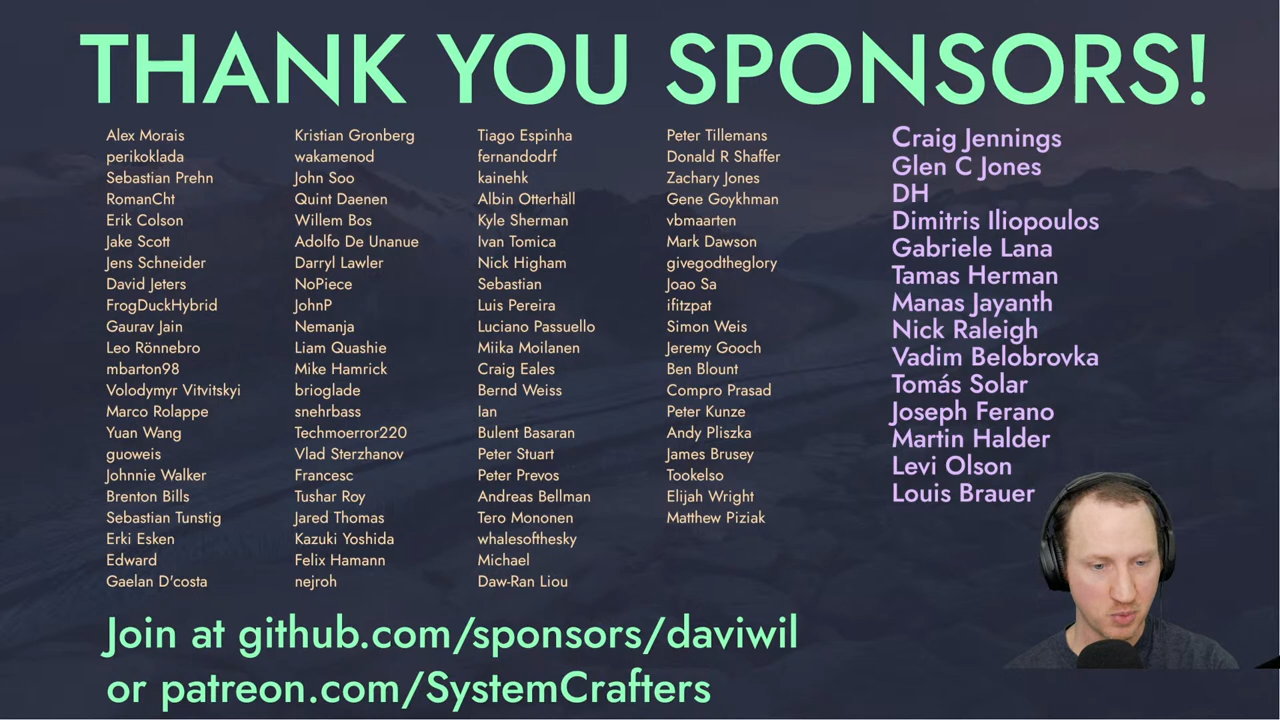 THANK YOU SPONSORS!
Alex Morais
perikoklada
Sebastian Prehn
RomanCht
Erik Colson
Jake Scott
Jens Schneider
David Jeters
FrogDuckHybrid
Gaurav Jain
Leo Rönnebro
mbarton98
Volodymyr Vitvitskyi
Marco Rolappe
Yuan Wang
guoweis
Johnnie Walker
Brenton Bills
Sebastian Tunstig
Erki Esken
Edward
Gaelan D'costa
Kristian Gronberg
wakamenod
John Soo
Quint Daenen
Willem Bos
Adolfo De Unanue
Darryl Lawler
NoPiece
JohnP
Nemanja
Liam Quashie
Mike Hamrick
brioglade
snehrbass
Techmoerror220
Vlad Sterzhanov
Francesc
Tushar Roy
Jared Thomas
Kazuki Yoshida
Felix Hamann
nejroh
Tiago Espinha
fernandodrf
kainehk
Albin Otterhäll
Kyle Sherman
Ivan Tomica
Nick Higham
Sebastian
Luis Pereira
Luciano Passuello
Miika Moilanen
Craig Eales
Bernd Weiss
Ian
Bulent Basaran
Peter Stuart
Peter Prevos
Andreas Bellman
Tero Mononen
whalesofthesky
Michael
Daw-Ran Liou
Peter Tillemans
Donald R Shaffer
Zachary Jones
Gene Goykhman
vbmaarten
Mark Dawson
givegodtheglory
Joao Sa
ifitzpat
Simon Weis
Jeremy Gooch
Ben Blount
Compro Prasad
Peter Kunze
Andy Pliszka
James Brusey
Tookelso
Elijah Wright
Matthew Piziak
Craig Jennings
Glen C Jones
DH
Dimitris Iliopoulos
Gabriele Lana
Tamas Herman
Manas Jayanth
Nick Raleigh
Vadim Belobrovka
Tomás Solar
Joseph Ferano
Martin Halder
Levi Olson
Louis Brauer
Join at github.com/sponsors/daviwil
or patreon.com/SystemCrafters